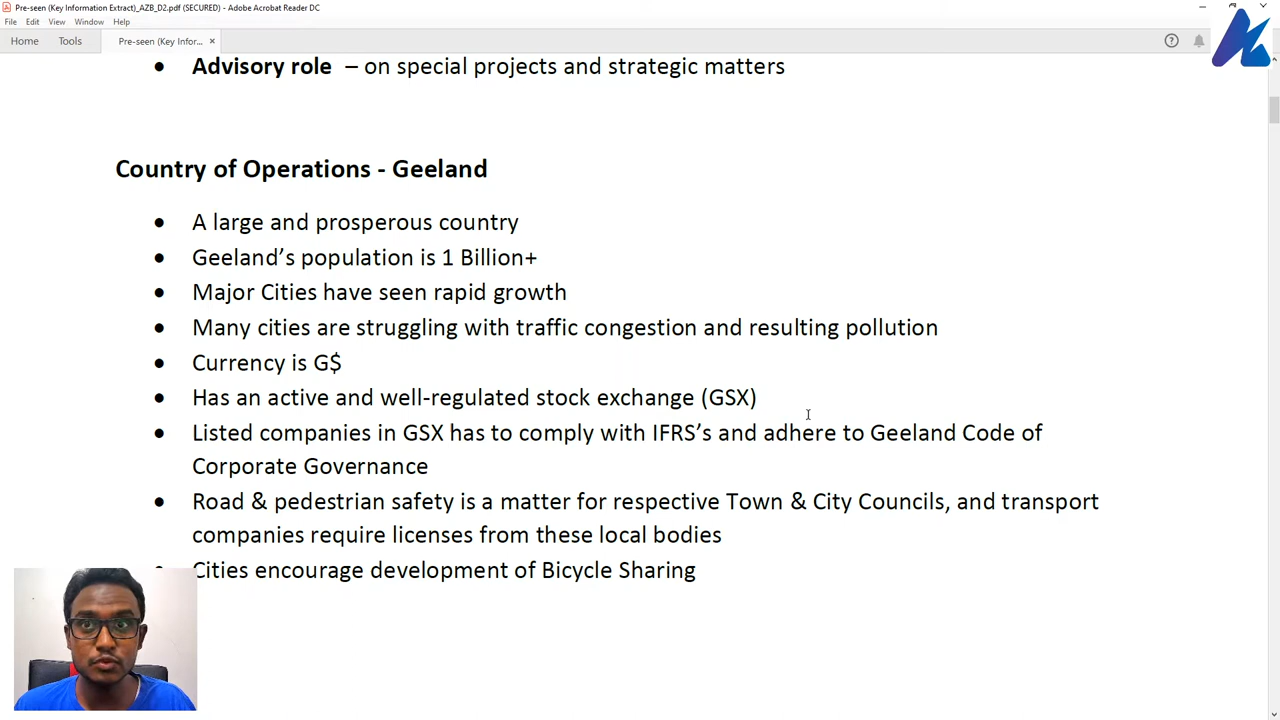 Pre-seen (Key Information Extract)_AZB_D2.pdf (SECURED) - Adobe Acrobat Reader DC
File Edit View Window Help
Home Tools Pre-seen (Key Infor... ×
• Advisory role – on special projects and strategic matters
Country of Operations - Geeland
• A large and prosperous country
• Geeland’s population is 1 Billion+
• Major Cities have seen rapid growth
• Many cities are struggling with traffic congestion and resulting pollution
• Currency is G$
• Has an active and well-regulated stock exchange (GSX)
• Listed companies in GSX has to comply with IFRS’s and adhere to Geeland Code of
Corporate Governance
• Road & pedestrian safety is a matter for respective Town & City Councils, and transport
companies require licenses from these local bodies
• Cities encourage development of Bicycle Sharing